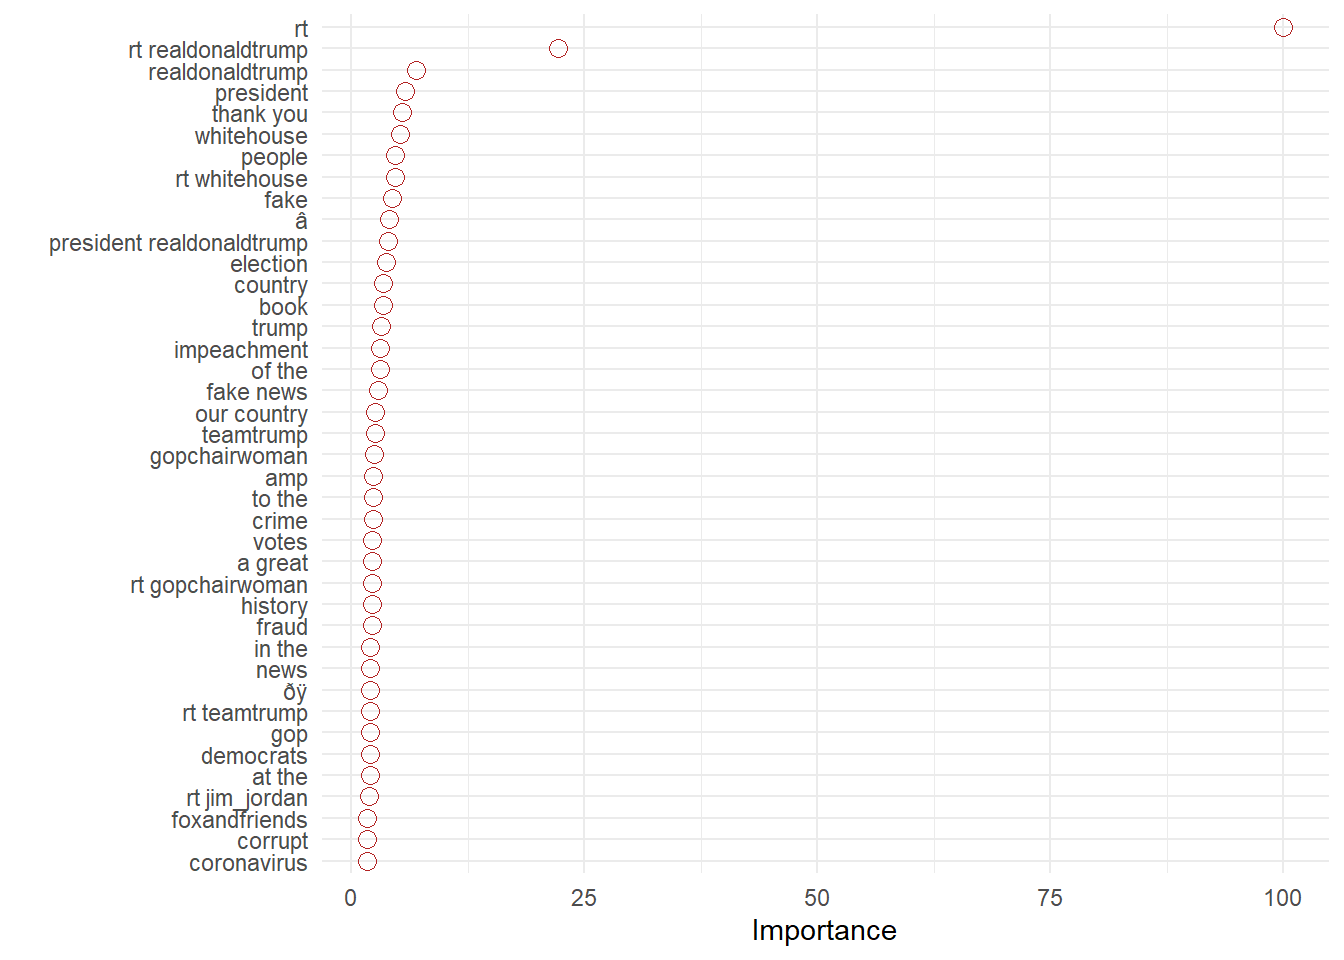 rt
rt realdonaldtrump
realdonaldtrump
president
thank you
whitehouse
people
rt whitehouse
fake
â
president realdonaldtrump
election
country
book
trump
impeachment
of the
fake news
our country
teamtrump
gopchairwoman
amp
to the
crime
votes
a great
rt gopchairwoman
history
fraud
in the
news
ðÿ
rt teamtrump
gop
democrats
at the
rt jim_jordan
foxandfriends
corrupt
coronavirus
0 25 50 75 100
Importance